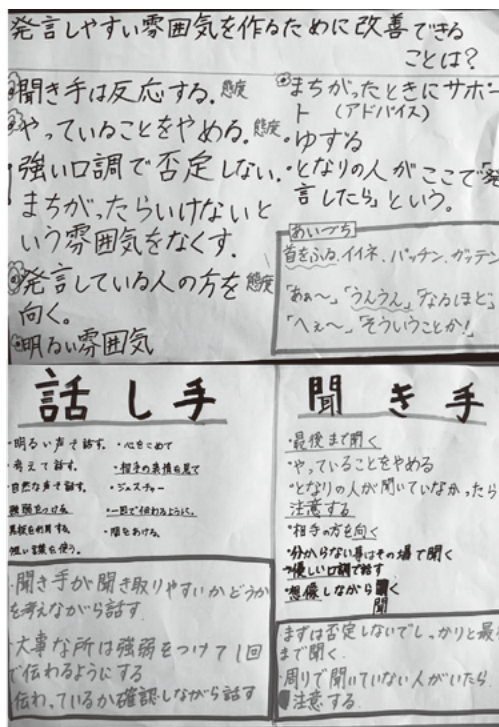 発言しやすい雰囲気を作るために改善できる
ことは?
聞き手は反応する. 態度
やっていることをやめる. 態度
強い口調で否定しない.
まちがったらいけないと
いう雰囲気をなくす.
発言している人の方を 態度
向く。
明るい雰囲気
まちがったときにサポー
ト (アドバイス)
・ゆずる
・となりの人が「ここで発
言したら」という。
あいづち
首をふる、イイネ、パッチン、ガッテン
「あぁ〜」「うんうん」「なるほど」
「へぇ〜」「そういうことか!」
話し手
・明るい声で話す。
・考えて話す。
・自然な声で話す。
強弱をつける
黒板を利用する。
短い言葉を使う。
・心をこめて
・相手の表情を見て
・ジェスチャー
・一回で伝わるように。
・間をあける。
・聞き手が聞き取りやすいかどうか
を考えながら話す
・大事な所は強弱をつけて1回
で伝わるようにする
伝わっているか確認しながら話す
聞き手
・最後まで聞く
・やっていることをやめる
・となりの人が聞いていなかったら
注意する
・相手の方を向く
・分からない事はその場で聞く
・優しい口調で話す
・想像しながら聞く
・まずは否定しないでしっかりと最後
まで聞く.
・周りで聞いていない人がいたら
注意する.